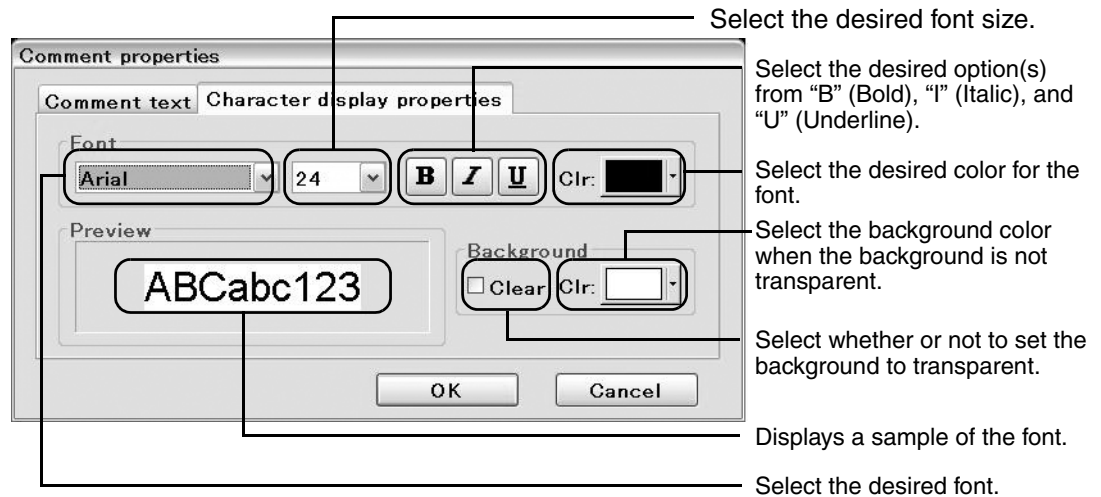 Select the desired font size.
Comment properties
Select the desired option(s)
from “B” (Bold), “I” (Italic), and
“U” (Underline).
Comment text Character display properties
Font
Arial 24 B I U Clr:
Select the desired color for the
font.
Preview
Background
ABCabc123
Clear Clr:
Select the background color
when the background is not
transparent.
Select whether or not to set the
background to transparent.
OK Cancel
Displays a sample of the font.
Select the desired font.